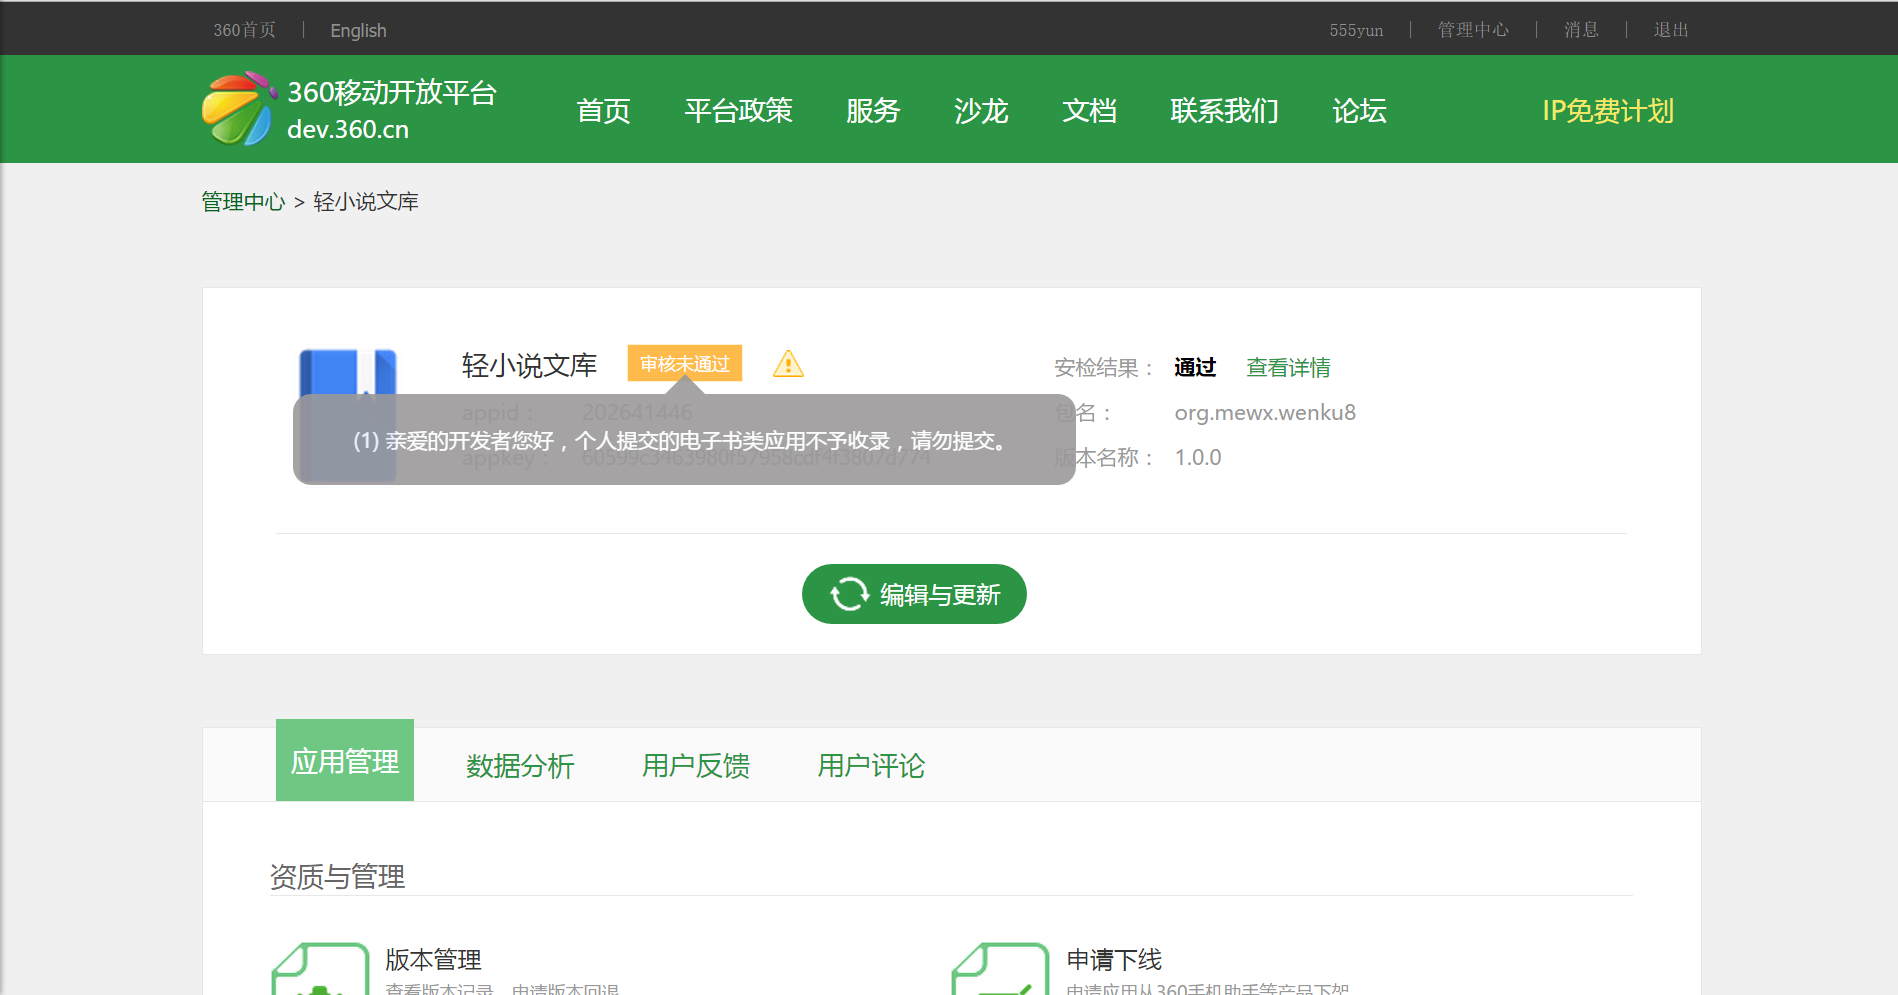 360首页 | English
555yun | 管理中心 | 消息 | 退出
360移动开放平台
dev.360.cn
首页 平台政策 服务 沙龙 文档 联系我们 论坛 IP免费计划
管理中心 > 轻小说文库
轻小说文库 审核未通过
安检结果： 通过 查看详情
appid： 202641446
包名： org.mewx.wenku8
(1) 亲爱的开发者您好，个人提交的电子书类应用不予收录，请勿提交。
appkey：
版本名称： 1.0.0
编辑与更新
应用管理 数据分析 用户反馈 用户评论
资质与管理
版本管理
查看版本记录、申请版本回退
申请下线
申请应用从360手机助手等产品下架